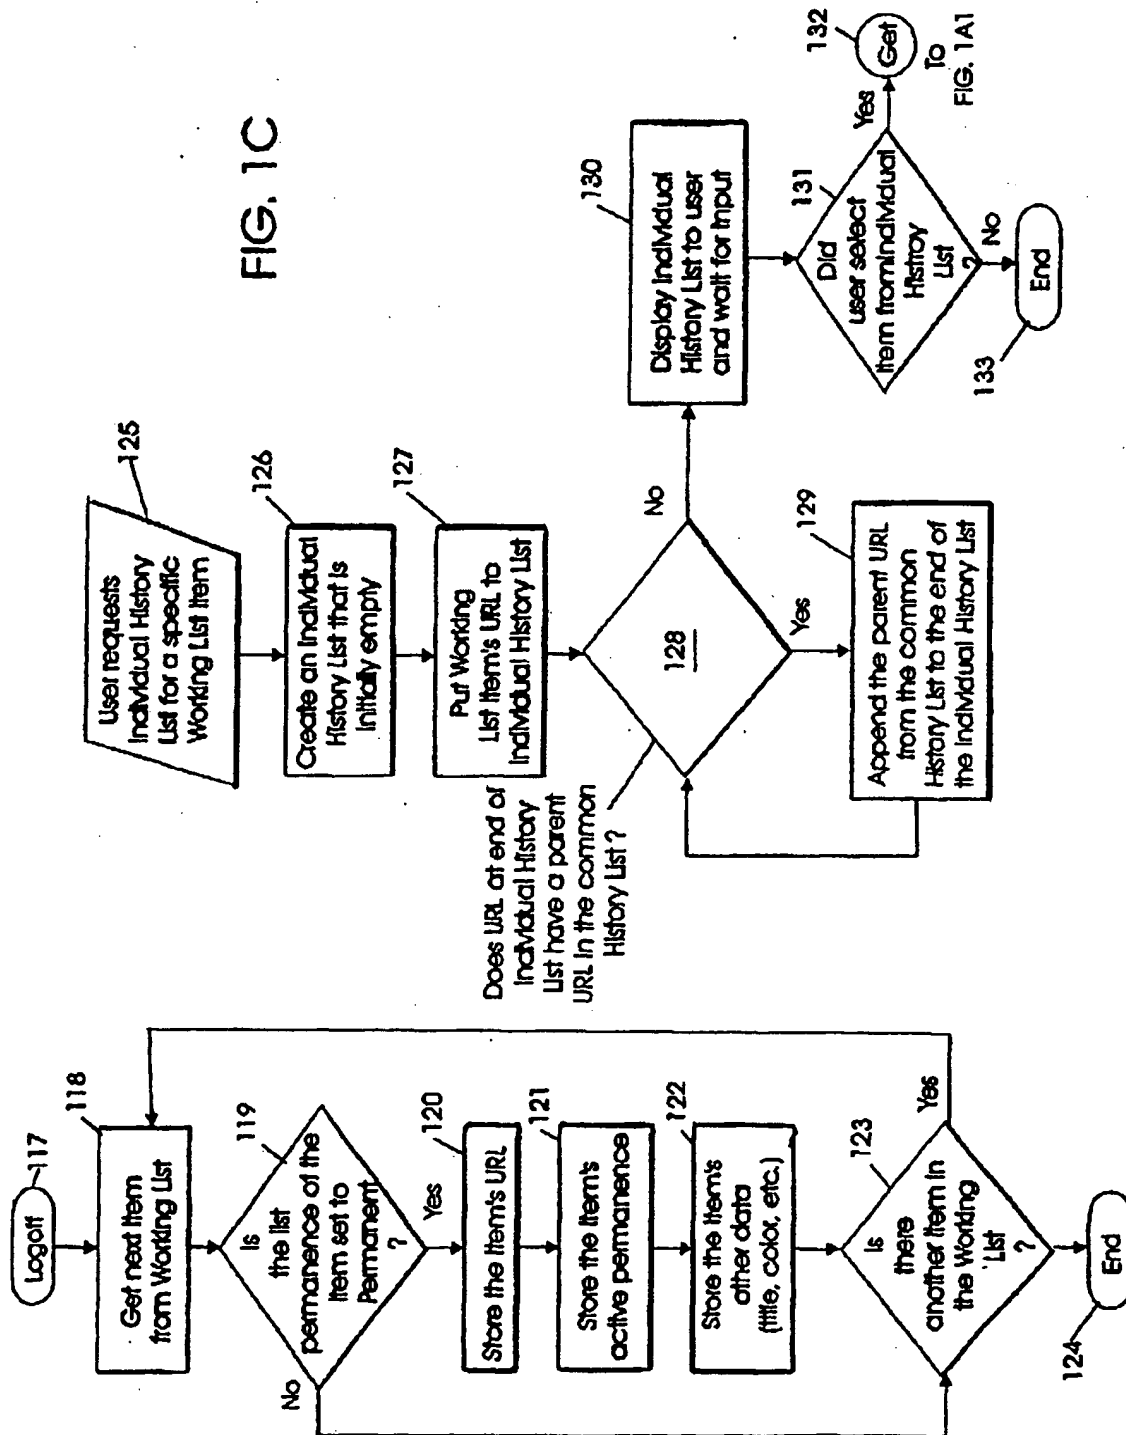 FIG. 1C
Logoff
117
118
Get next item
from Working List
119
Is
the list
permanence of the
item set to
Permanent
?
No
Yes
120
Store the item's URL
121
Store the item's
active permanence
122
Store the item's
other data
(title, color, etc.)
123
Is
there
another item in
the Working
List
?
Yes
End
124
125
User requests
Individual History
List for a specific
Working List Item
126
Create an Individual
History List that is
initially empty
127
Put Working
List Item's URL to
Individual History List
Does URL at end of
Individual History
List have a parent
URL in the common
History List ?
128
No
Yes
129
Append the parent URL
from the common
History List to the end of
the Individual History List
130
Display Individual
History List to user
and wait for input
131
Did
user select
item fromIndividual
Histroy
List
?
Yes
132
Get
To
FIG. 1A1
No
End
133